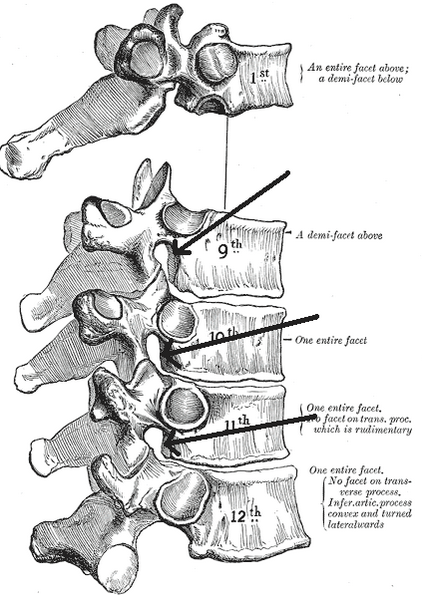 1st
An entire facet above;
a demi-facet below
9th
A demi-facet above
10th
One entire facet
11th
One entire facet.
No facet on trans. proc.
which is rudimentary
12th
One entire facet.
No facet on trans-
verse process.
Infer. artic. process
convex and turned
lateralwards